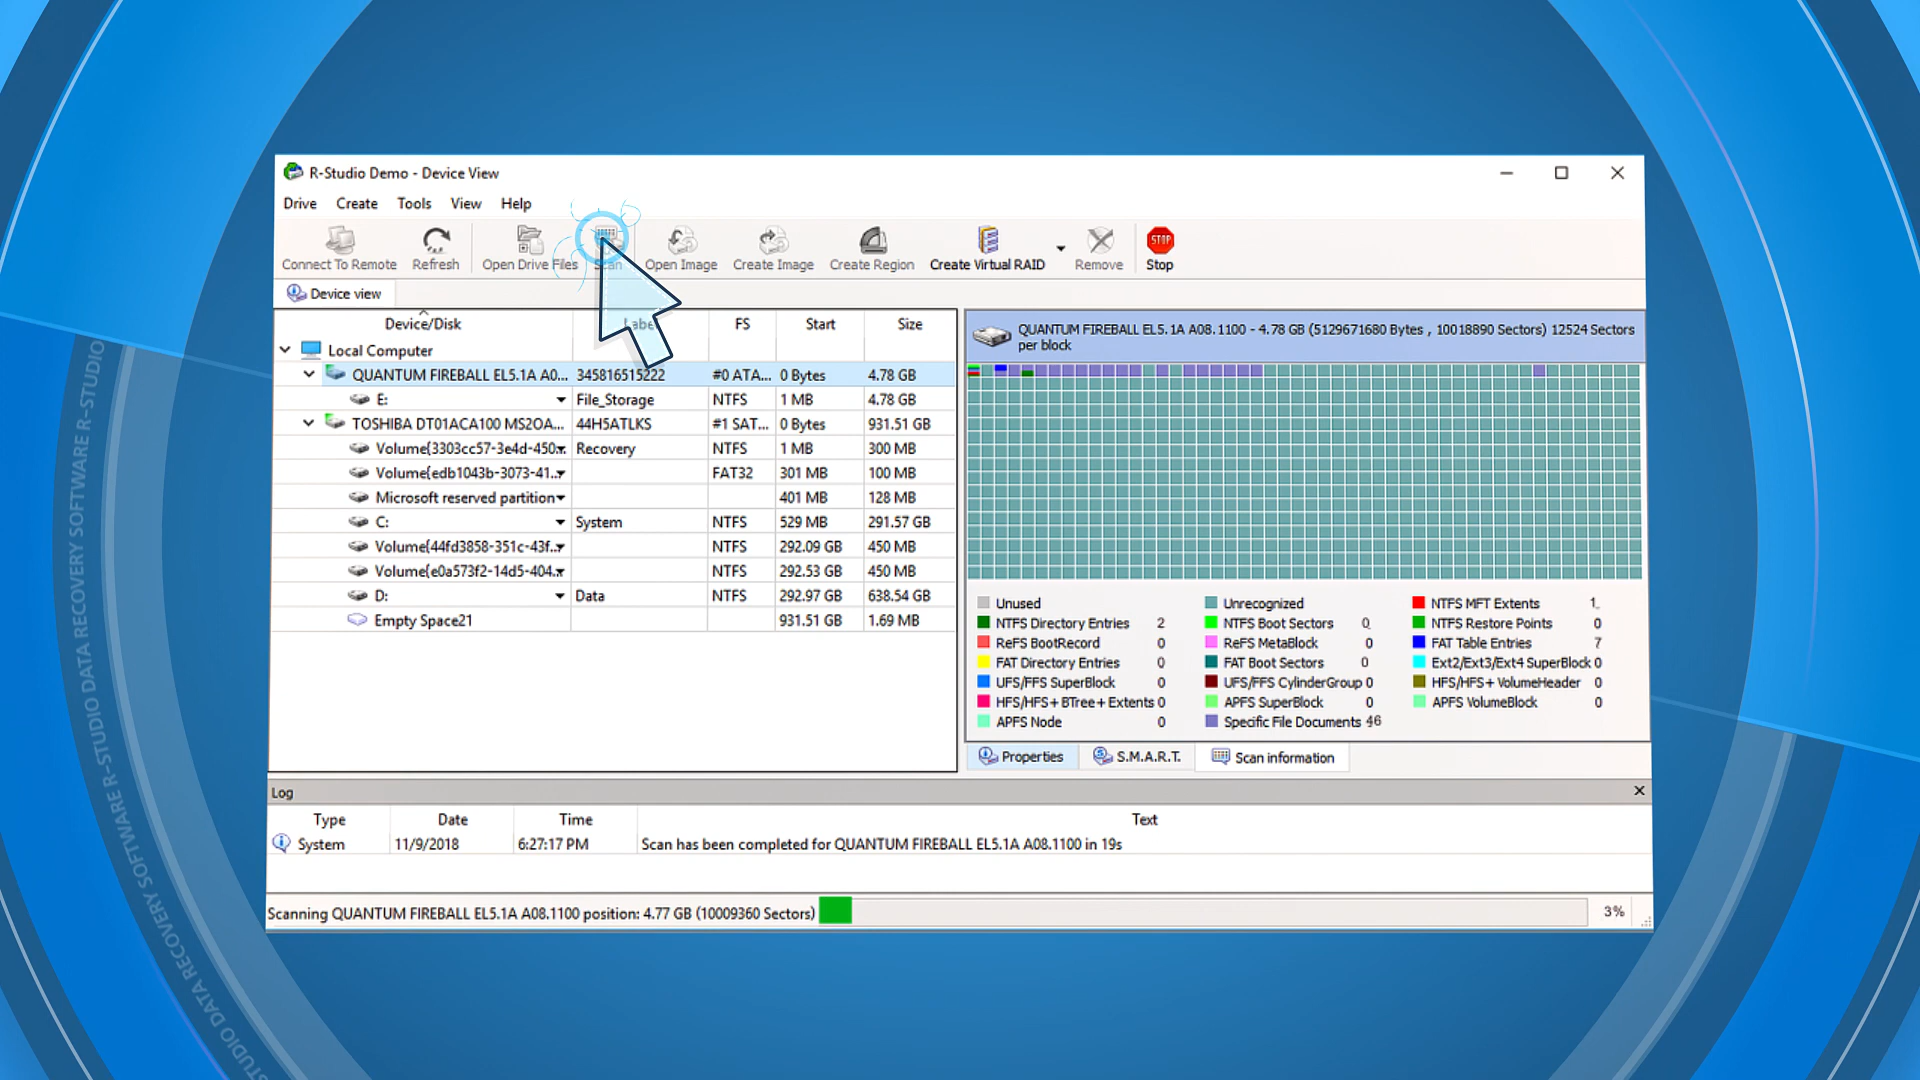 R-Studio Demo - Device View
Drive Create Tools View Help
Connect To Remote Refresh Open Drive Files Scan Open Image Create Image Create Region Create Virtual RAID Remove STOP Stop
Device view
Device/Disk Label FS Start Size
Local Computer
QUANTUM FIREBALL EL5.1A A0... 345816515222 #0 ATA... 0 Bytes 4.78 GB
E: File_Storage NTFS 1 MB 4.78 GB
TOSHIBA DT01ACA100 MS2OA... 44H5ATLKS #1 SAT... 0 Bytes 931.51 GB
Volume{3303cc57-3e4d-450.. Recovery NTFS 1 MB 300 MB
Volume{edb1043b-3073-41.. FAT32 301 MB 100 MB
Microsoft reserved partition 401 MB 128 MB
C: System NTFS 529 MB 291.57 GB
Volume{44fd3858-351c-43f.. NTFS 292.09 GB 450 MB
Volume{e0a573f2-14d5-404.. NTFS 292.53 GB 450 MB
D: Data NTFS 292.97 GB 638.54 GB
Empty Space21 931.51 GB 1.69 MB
QUANTUM FIREBALL EL5.1A A08.1100 - 4.78 GB (5129671680 Bytes , 10018890 Sectors) 12524 Sectors
per block
Unused Unrecognized NTFS MFT Extents 1
NTFS Directory Entries 2 NTFS Boot Sectors 0 NTFS Restore Points 0
ReFS BootRecord 0 ReFS MetaBlock 0 FAT Table Entries 7
FAT Directory Entries 0 FAT Boot Sectors 0 Ext2/Ext3/Ext4 SuperBlock 0
UFS/FFS SuperBlock 0 UFS/FFS CylinderGroup 0 HFS/HFS+ VolumeHeader 0
HFS/HFS+ BTree+ Extents 0 APFS SuperBlock 0 APFS VolumeBlock 0
APFS Node 0 Specific File Documents 46
Properties S.M.A.R.T. Scan information
Log
Type Date Time Text
System 11/9/2018 6:27:17 PM Scan has been completed for QUANTUM FIREBALL EL5.1A A08.1100 in 19s
Scanning QUANTUM FIREBALL EL5.1A A08.1100 position: 4.77 GB (10009360 Sectors) 3%
STUDIO DATA RECOVERY SOFTWARE R-STUDIO DATA RECOVERY SOFTWARE R-STUDIO